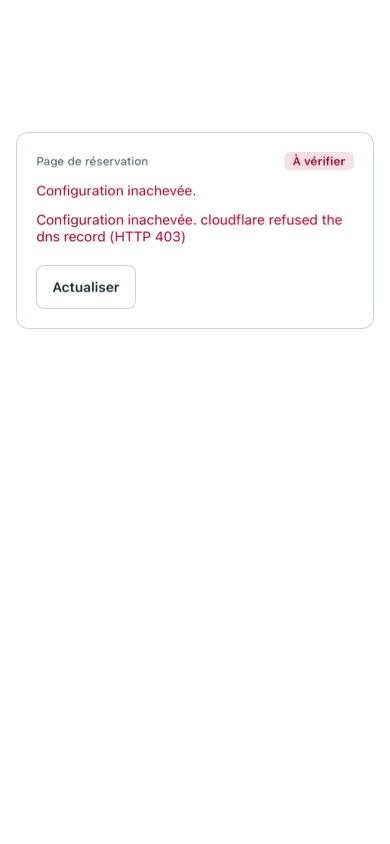 Page de réservation
À vérifier
Configuration inachevée.
Configuration inachevée. cloudflare refused the
dns record (HTTP 403)
Actualiser